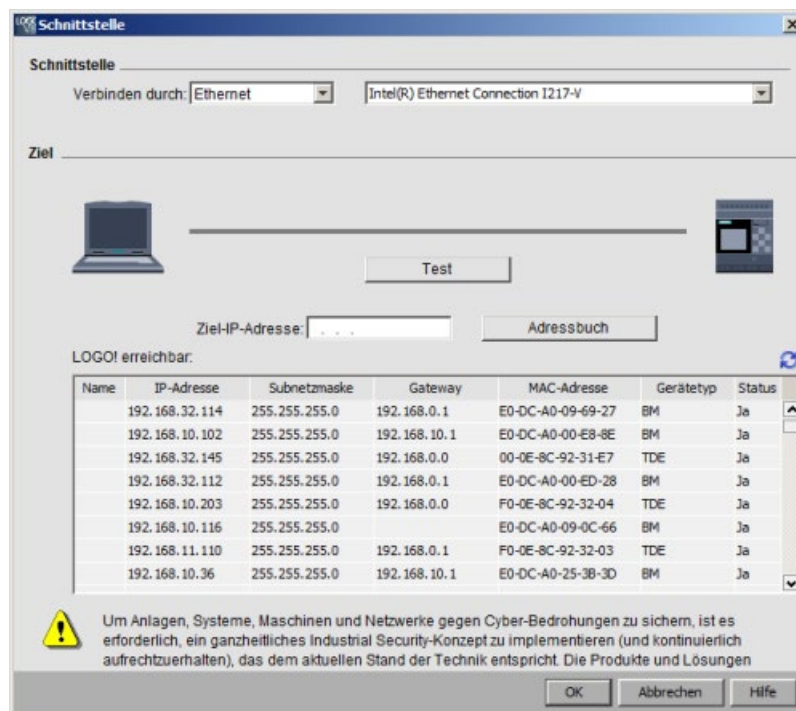 LOGO Schnittstelle
Schnittstelle
Verbinden durch: Ethernet Intel(R) Ethernet Connection I217-V
Ziel
Test
Ziel-IP-Adresse: . . . Adressbuch
LOGO! erreichbar:
Name IP-Adresse Subnetzmaske Gateway MAC-Adresse Gerätetyp Status
192.168.32.114 255.255.255.0 192.168.0.1 E0-DC-A0-09-69-27 BM Ja
192.168.10.102 255.255.255.0 192.168.10.1 E0-DC-A0-00-E8-8E BM Ja
192.168.32.145 255.255.255.0 192.168.0.0 00-0E-8C-92-31-E7 TDE Ja
192.168.32.112 255.255.255.0 192.168.0.1 E0-DC-A0-00-ED-28 BM Ja
192.168.10.203 255.255.255.0 192.168.0.0 F0-0E-8C-92-32-04 TDE Ja
192.168.10.116 255.255.255.0 E0-DC-A0-09-0C-66 BM Ja
192.168.11.110 255.255.255.0 192.168.0.1 F0-0E-8C-92-32-03 TDE Ja
192.168.10.36 255.255.255.0 192.168.10.1 E0-DC-A0-25-3B-3D BM Ja
Um Anlagen, Systeme, Maschinen und Netzwerke gegen Cyber-Bedrohungen zu sichern, ist es
erforderlich, ein ganzheitliches Industrial Security-Konzept zu implementieren (und kontinuierlich
aufrechtzuerhalten), das dem aktuellen Stand der Technik entspricht. Die Produkte und Lösungen
OK Abbrechen Hilfe